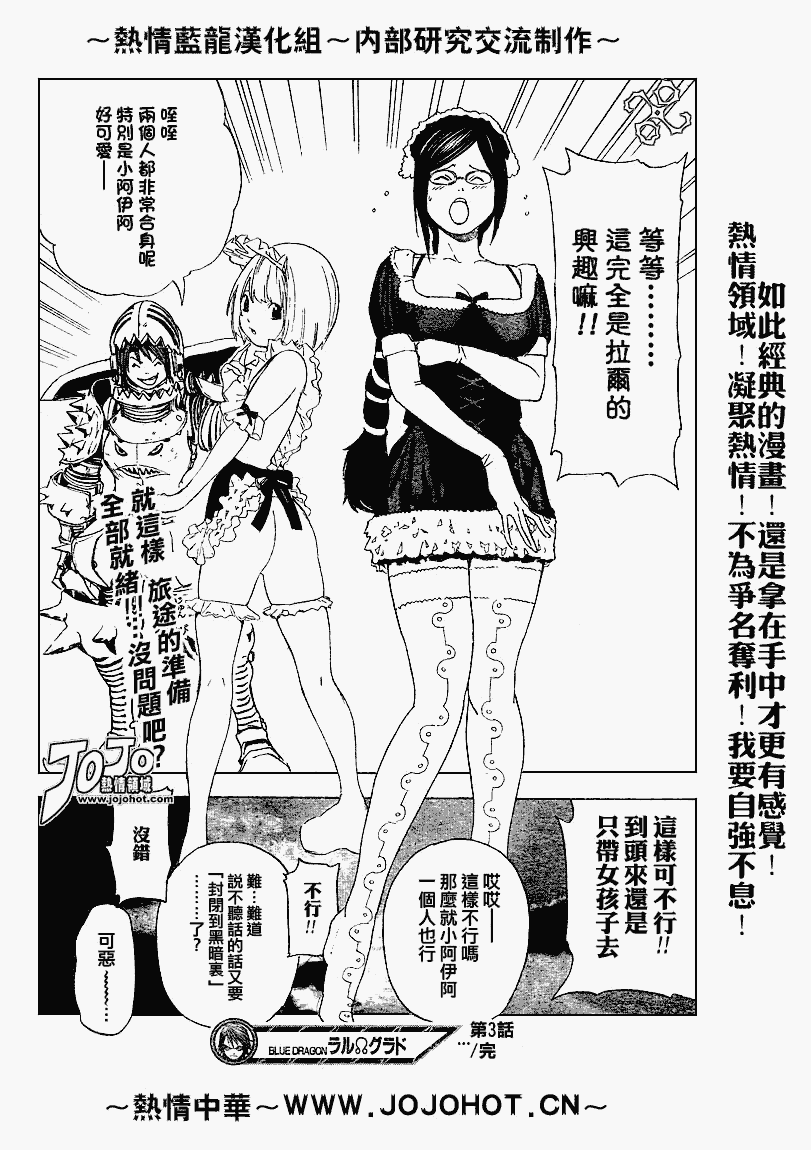 ～熱情藍龍漢化組～内部研究交流制作～
如此經典的漫畫！還是拿在手中才更有感覺！
熱情領域！凝聚熱情！不為爭名奪利！我要自強不息！
等等………
這完全是拉爾的
興趣嘛!!
咥咥
兩個人都非常合身呢
特別是小阿伊阿
好可愛——
就這樣 旅途的準備
全部就緒!!!沒問題吧?
JOJO
熱情領域
www.jojohot.com
這樣可不行!!
到頭來還是
只帶女孩子去
哎哎——
這樣不行嗎
那麼就小阿伊阿
一個人也行
不行!!
難…難道
說不聽話的話又要
「封閉到黑暗裏」
………了?
沒錯
可惡……
BLUE DRAGON ラルΩグラド
第3話
…/完
～熱情中華～WWW.JOJOHOT.CN～